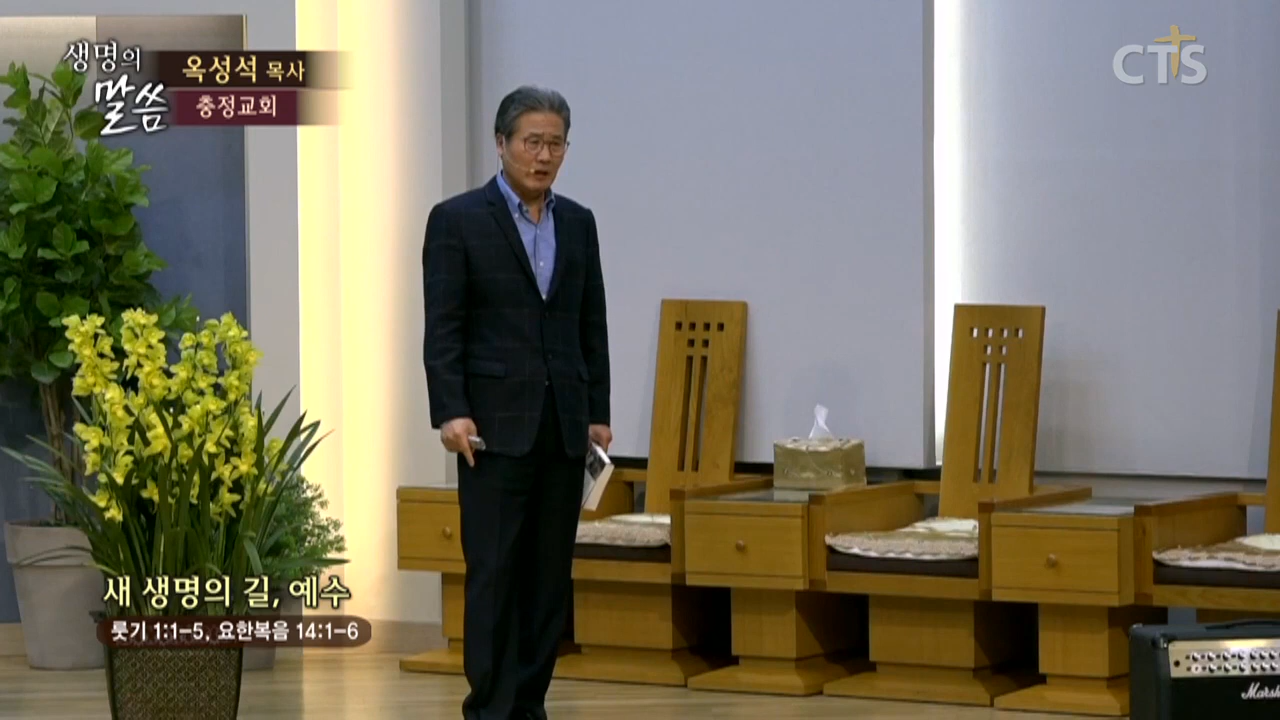 생명의
말씀
옥성석 목사
충정교회
CTS
새 생명의 길, 예수
룻기 1:1-5, 요한복음 14:1-6
Marsh